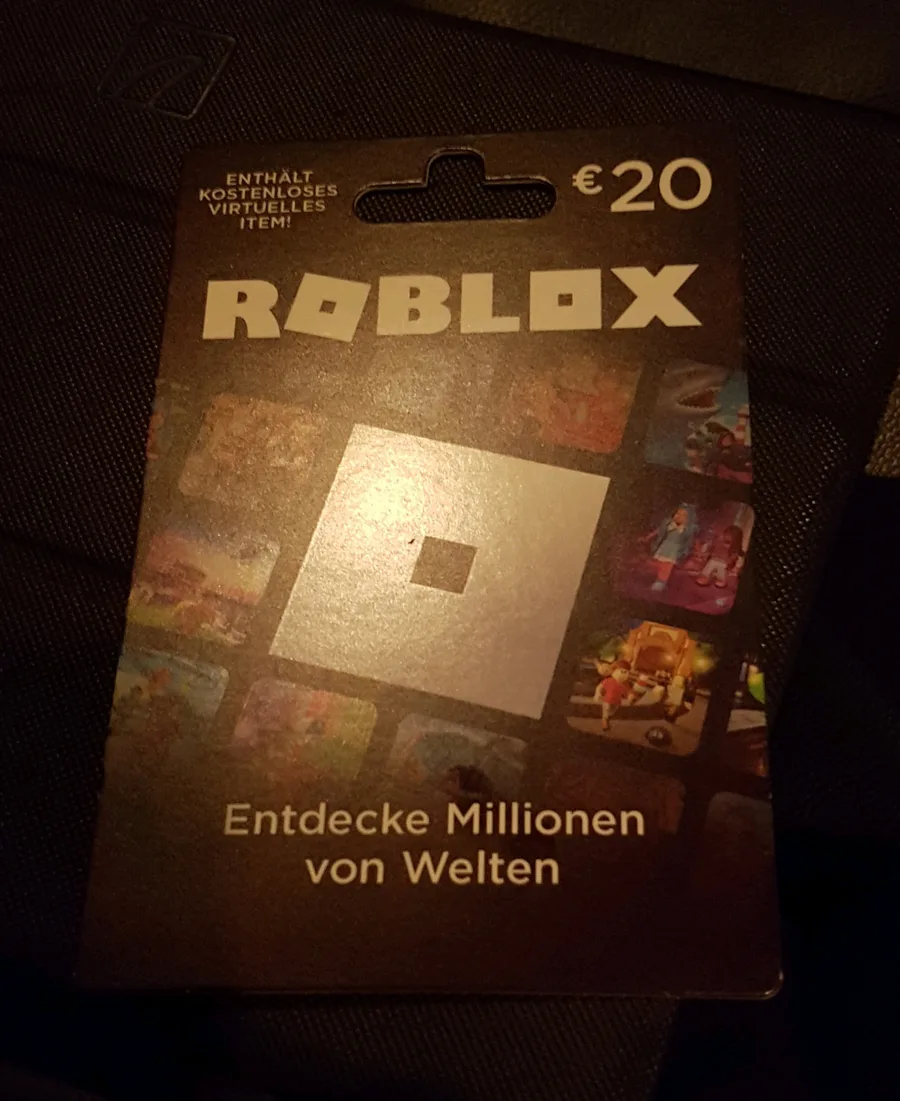 ENTHÄLT
KOSTENLOSES
VIRTUELLES
ITEM!
€20
ROBLOX
Entdecke Millionen
von Welten